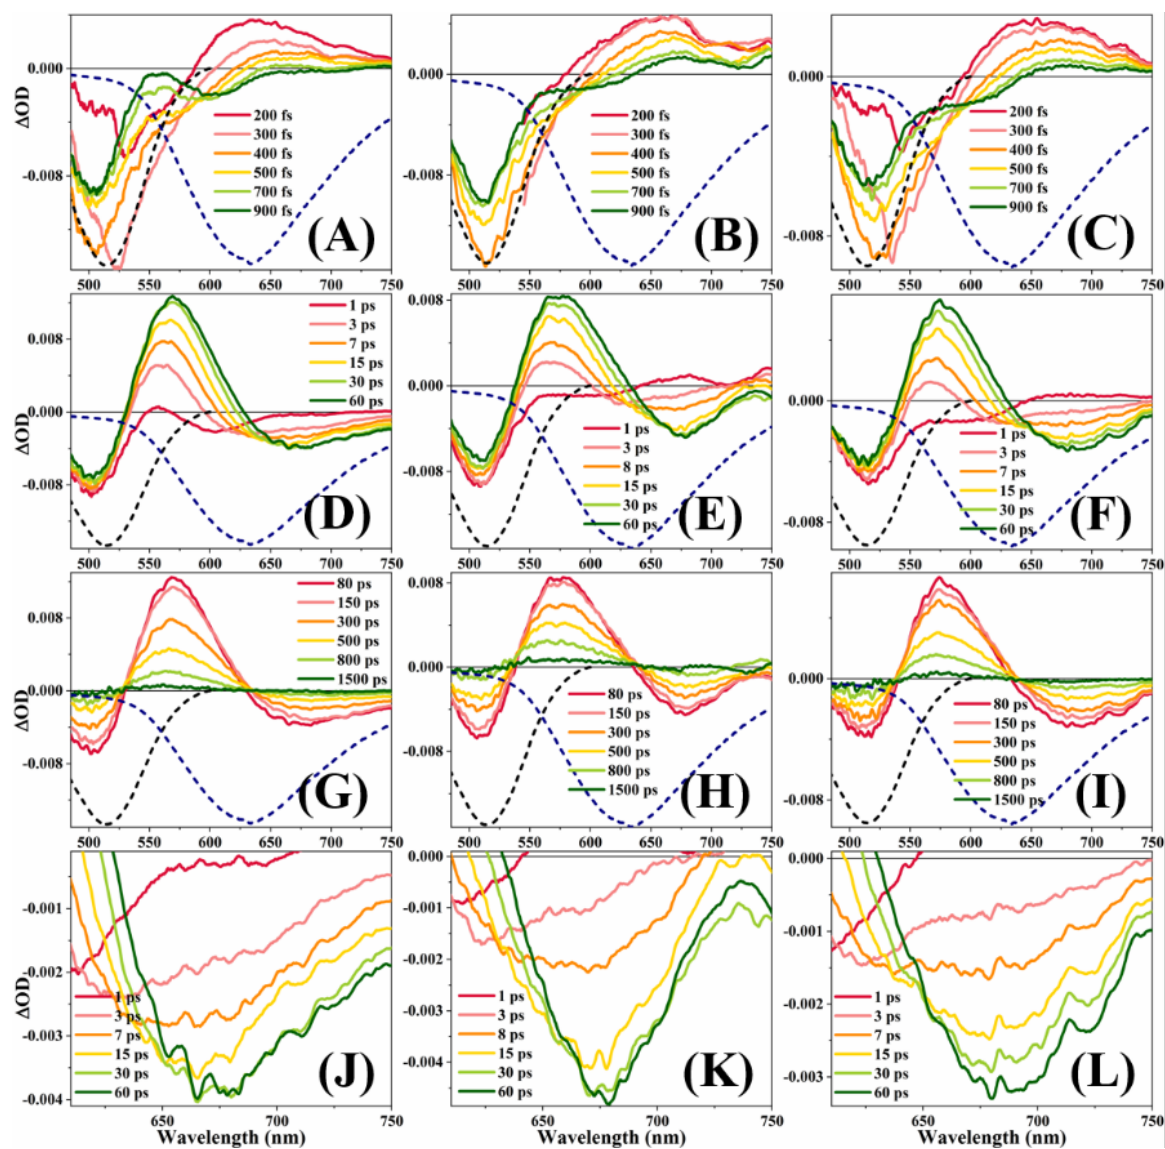 ΔOD
0.000
-0.008
200 fs
300 fs
400 fs
500 fs
700 fs
900 fs
(A)
500 550 600 650 700 750
0.000
-0.008
200 fs
300 fs
400 fs
500 fs
700 fs
900 fs
(B)
500 550 600 650 700 750
0.000
-0.008
200 fs
300 fs
400 fs
500 fs
700 fs
900 fs
(C)
500 550 600 650 700 750
ΔOD
0.008
0.000
-0.008
1 ps
3 ps
7 ps
15 ps
30 ps
60 ps
(D)
500 550 600 650 700 750
0.008
0.000
-0.008
1 ps
3 ps
8 ps
15 ps
30 ps
60 ps
(E)
500 550 600 650 700 750
0.000
-0.008
1 ps
3 ps
7 ps
15 ps
30 ps
60 ps
(F)
500 550 600 650 700 750
ΔOD
0.008
0.000
-0.008
80 ps
150 ps
300 ps
500 ps
800 ps
1500 ps
(G)
500 550 600 650 700 750
0.008
0.000
-0.008
80 ps
150 ps
300 ps
500 ps
800 ps
1500 ps
(H)
500 550 600 650 700 750
0.000
-0.008
80 ps
150 ps
300 ps
500 ps
800 ps
1500 ps
(I)
500 550 600 650 700 750
ΔOD
-0.001
-0.002
-0.003
-0.004
1 ps
3 ps
7 ps
15 ps
30 ps
60 ps
(J)
650 700 750
Wavelength (nm)
0.000
-0.001
-0.002
-0.003
-0.004
1 ps
3 ps
8 ps
15 ps
30 ps
60 ps
(K)
650 700 750
Wavelength (nm)
0.000
-0.001
-0.002
-0.003
1 ps
3 ps
7 ps
15 ps
30 ps
60 ps
(L)
650 700 750
Wavelength (nm)